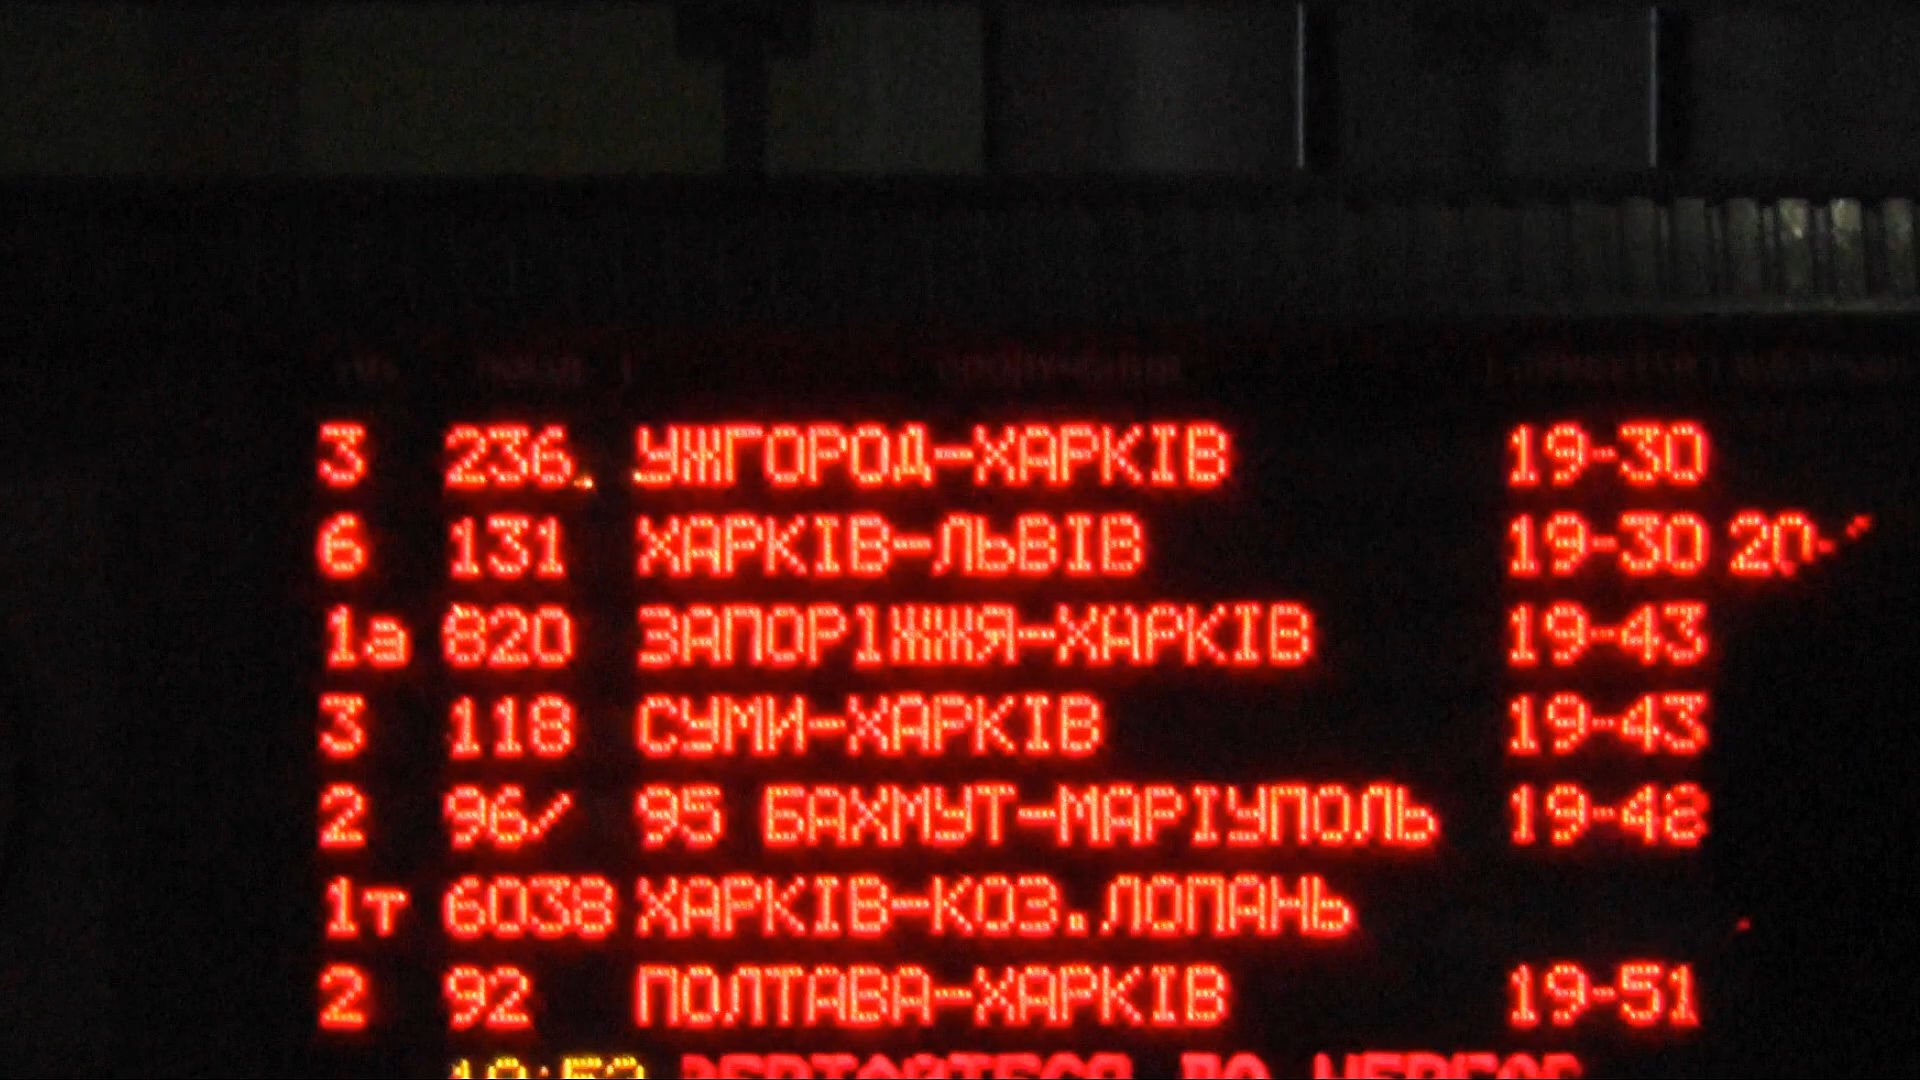 3 236 УЖГОРОД-ХАРКІВ 19-30
6 131 ХАРКІВ-ЛЬВІВ 19-30 20-
1а 820 ЗАПОРІЖЖЯ-ХАРКІВ 19-43
3 118 СУМИ-ХАРКІВ 19-43
2 96/ 95 БАХМУТ-МАРІУПОЛЬ 19-48
1т 6038 ХАРКІВ-КОЗ.ЛОПАНЬ
2 92 ПОЛТАВА-ХАРКІВ 19-51
ДО